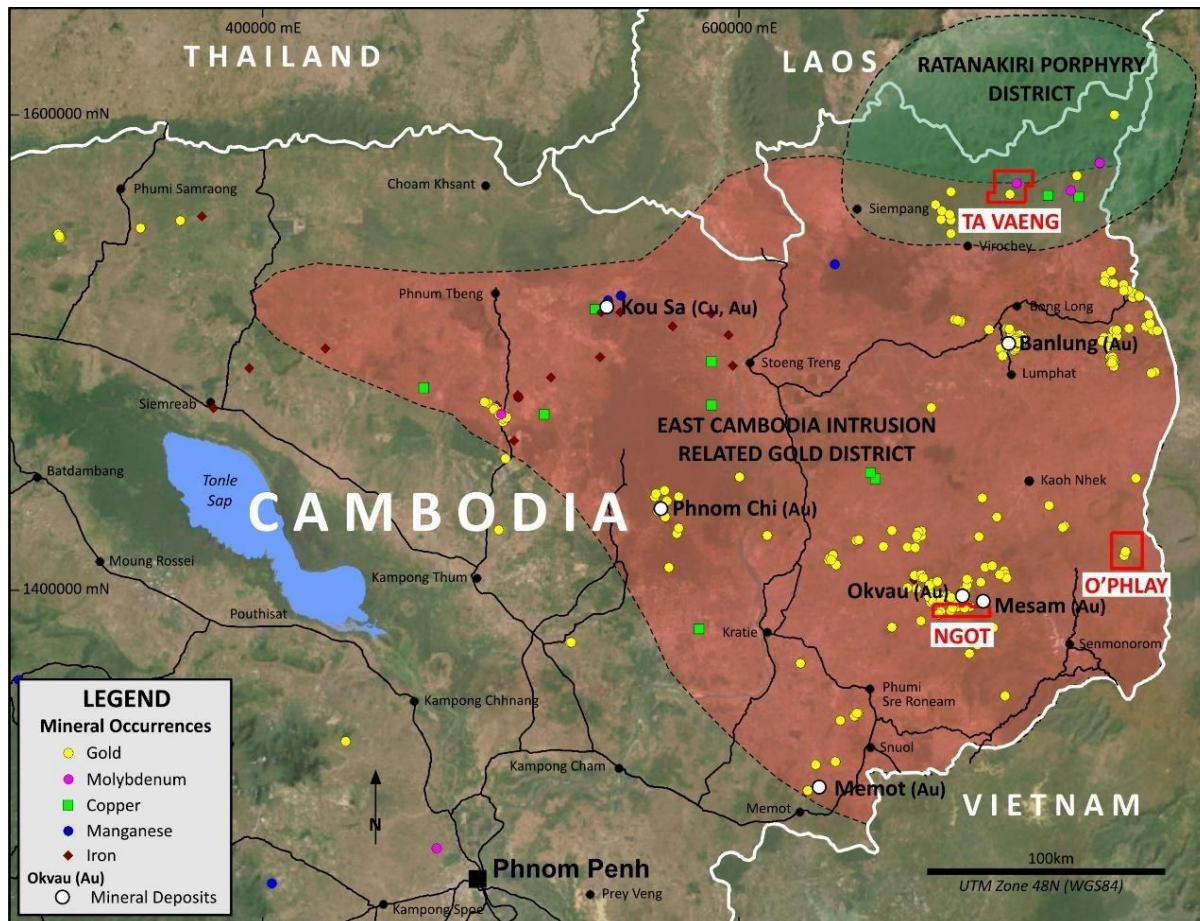 400000 mE
600000 mE
THAILAND
LAOS
RATANAKIRI PORPHYRY
DISTRICT
1600000 mN
Phumi Samraong
Choam Khsant
Siempang
TA VAENG
Virochey
Phnum Tbeng
Kou Sa (Cu, Au)
Bong Long
Banlung (Au)
Stoeng Treng
Lumphat
Siemreab
EAST CAMBODIA INTRUSION
RELATED GOLD DISTRICT
Batdambang
Tonle
Sap
CAMBODIA
Kaoh Nhek
Phnom Chi (Au)
Moung Rossei
Kampong Thum
O'PHLAY
1400000 mN
Okvau (Au)
Mesam (Au)
Pouthisat
Kratie
NGOT
Senmonorom
Kampong Chhnang
Phumi
Sre Roneam
Snuol
Kampong Cham
Memot (Au)
Memot
VIETNAM
N
Phnom Penh
Prey Veng
Kampong Spoe
100km
UTM Zone 48N (WGS84)
LEGEND
Mineral Occurrences
Gold
Molybdenum
Copper
Manganese
Iron
Okvau (Au)
Mineral Deposits